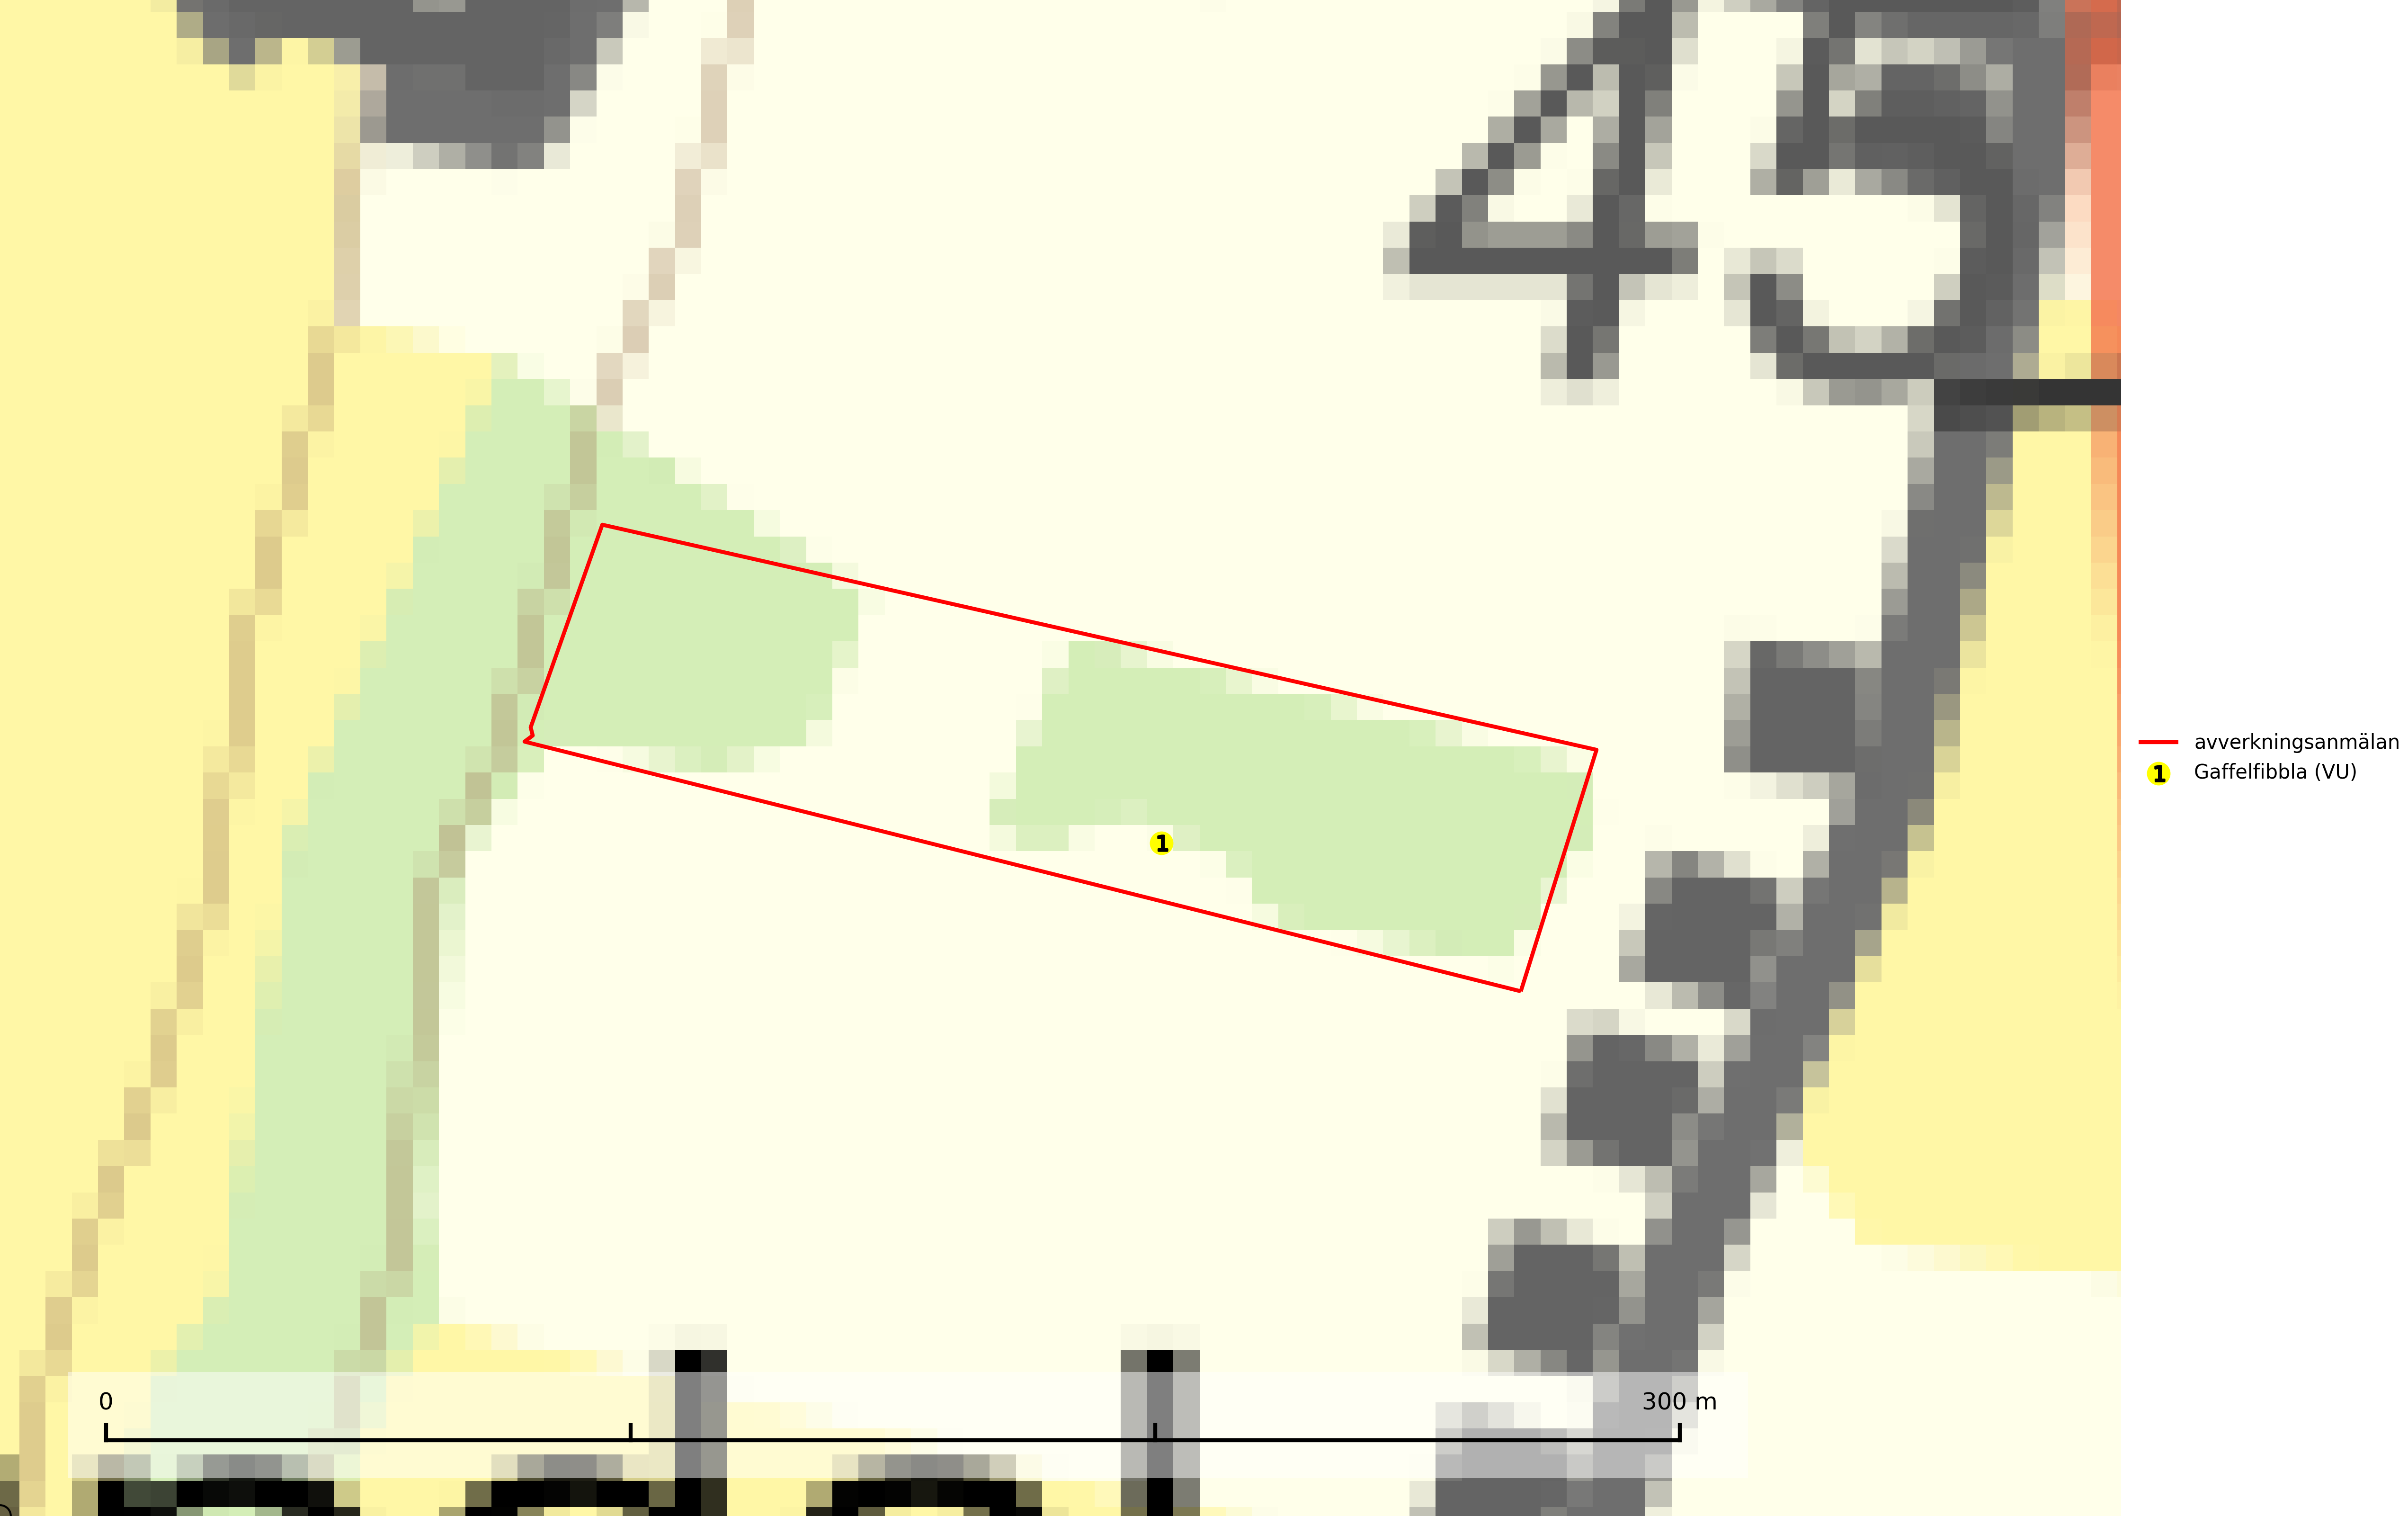 45
avverkningsanmälan
1 Gaffelfibbla (VU)
1
0 300 m